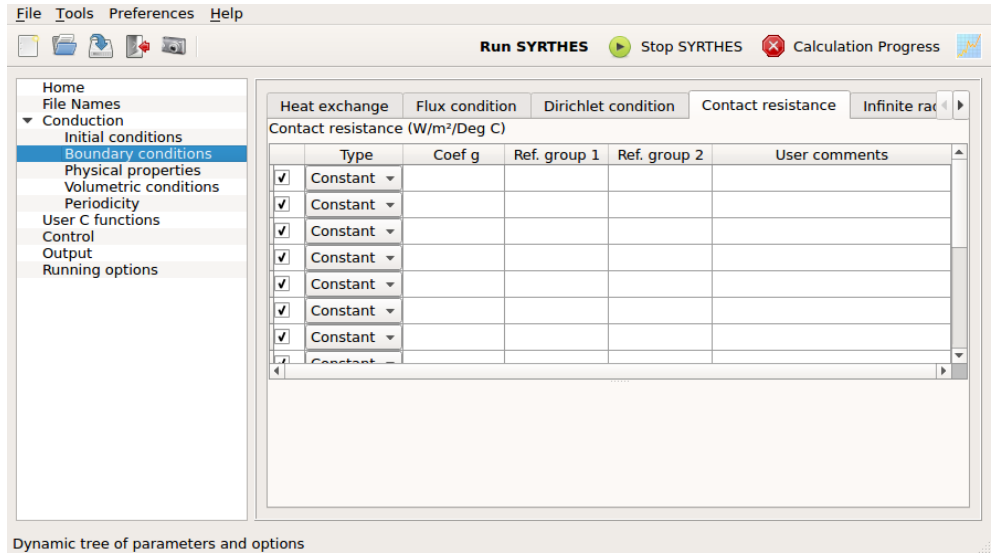 File Tools Preferences Help
Run SYRTHES Stop SYRTHES Calculation Progress
Home
File Names
Conduction
Initial conditions
Boundary conditions
Physical properties
Volumetric conditions
Periodicity
User C functions
Control
Output
Running options
Heat exchange Flux condition Dirichlet condition Contact resistance Infinite rad
Contact resistance (W/m²/Deg C)
Type Coef g Ref. group 1 Ref. group 2 User comments
Constant
Constant
Constant
Constant
Constant
Constant
Constant
Constant
Dynamic tree of parameters and options